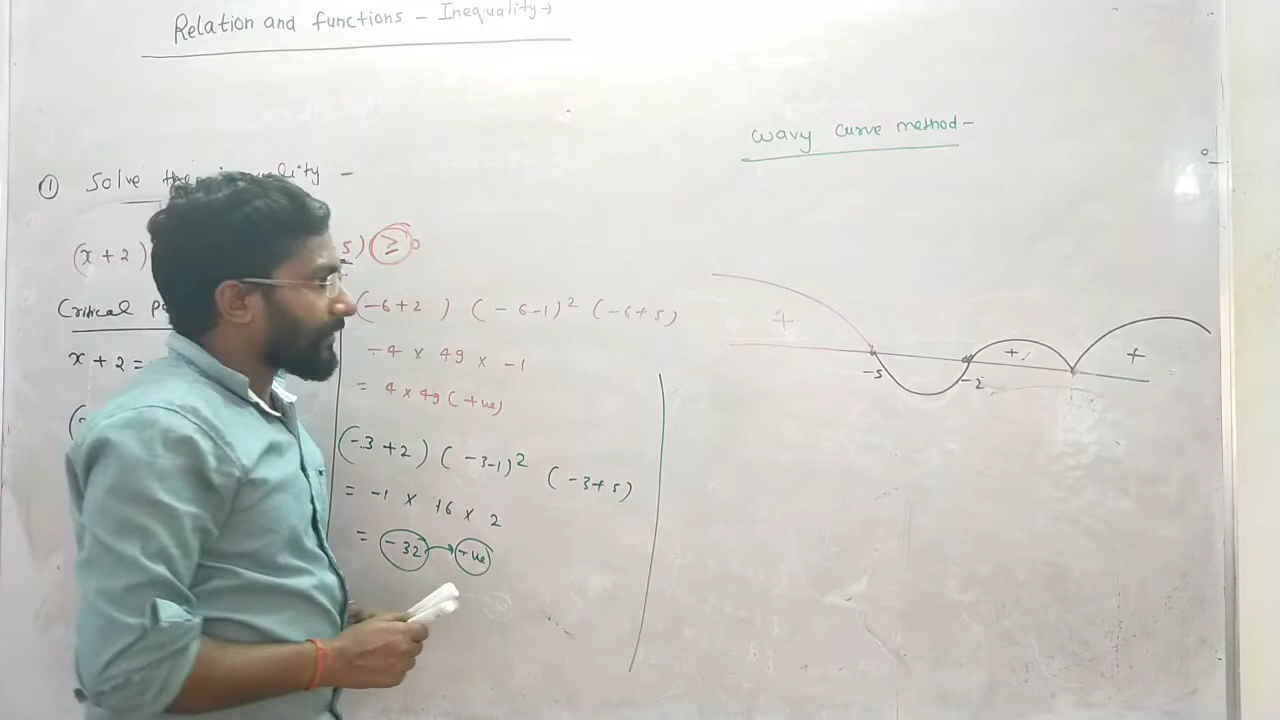 Relation and functions - Inequality →
① Solve the
(x + 2)
5) ≥ 0
Critical
x + 2 =
(-6+2) (-6-1)² (-6+5)
-4 × 49 × -1
= 4 × 49 (+ve)
(-3+2) (-3-1)² (-3+5)
= -1 × 16 × 2
= -32 → -ve
Wavy Curve method -
+ + +
-5 -2